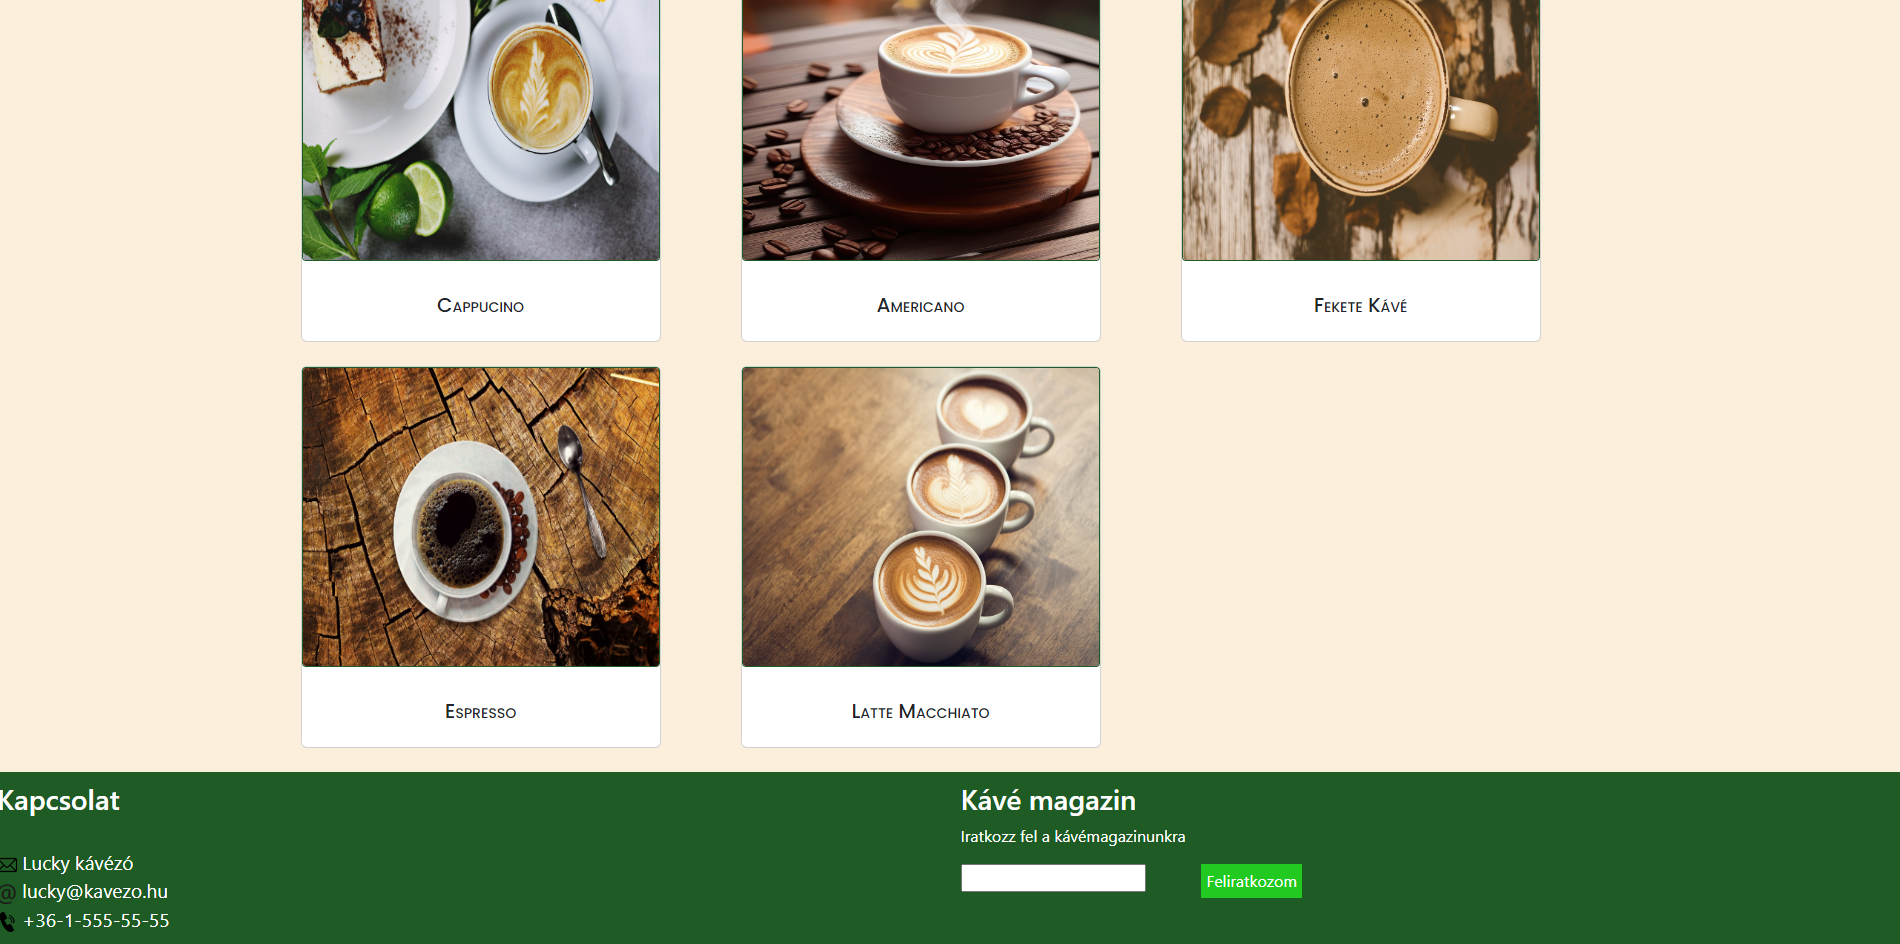 Cappucino
Americano
Fekete Kávé
Espresso
Latte Macchiato
Kapcsolat
Lucky kávézó
lucky@kavezo.hu
+36-1-555-55-55
Kávé magazin
Iratkozz fel a kávémagazinunkra
Feliratkozom